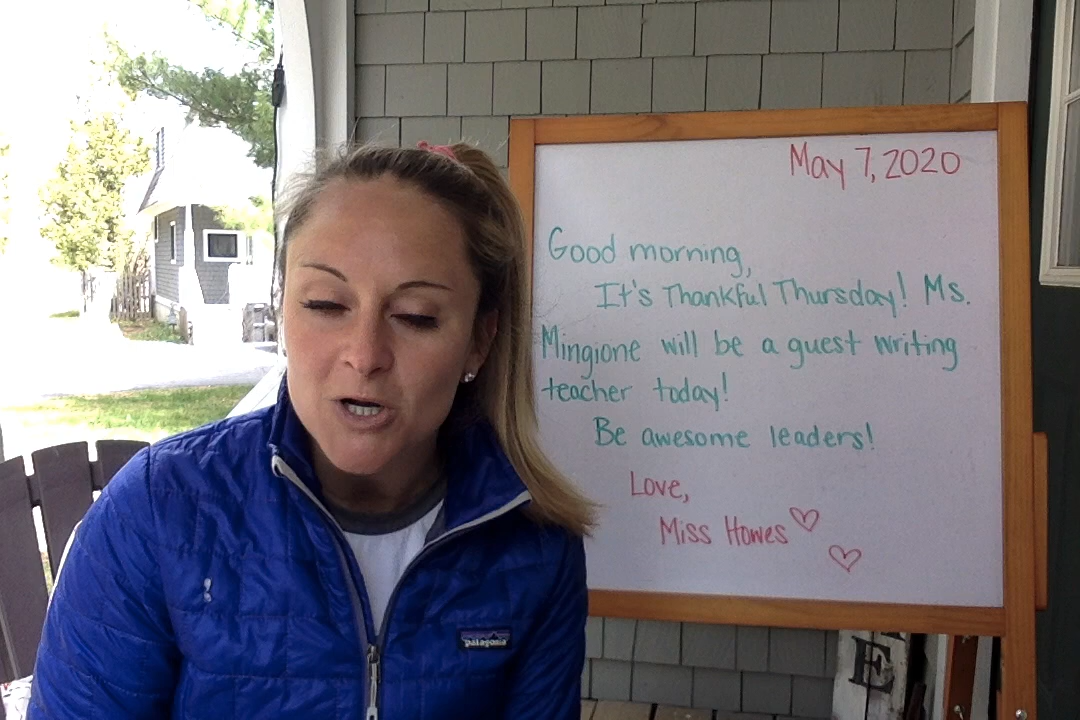 May 7, 2020
Good morning,
It's Thankful Thursday! Ms.
Mingione will be a guest writing
teacher today!
Be awesome leaders!
Love,
Miss Howes
patagonia
E